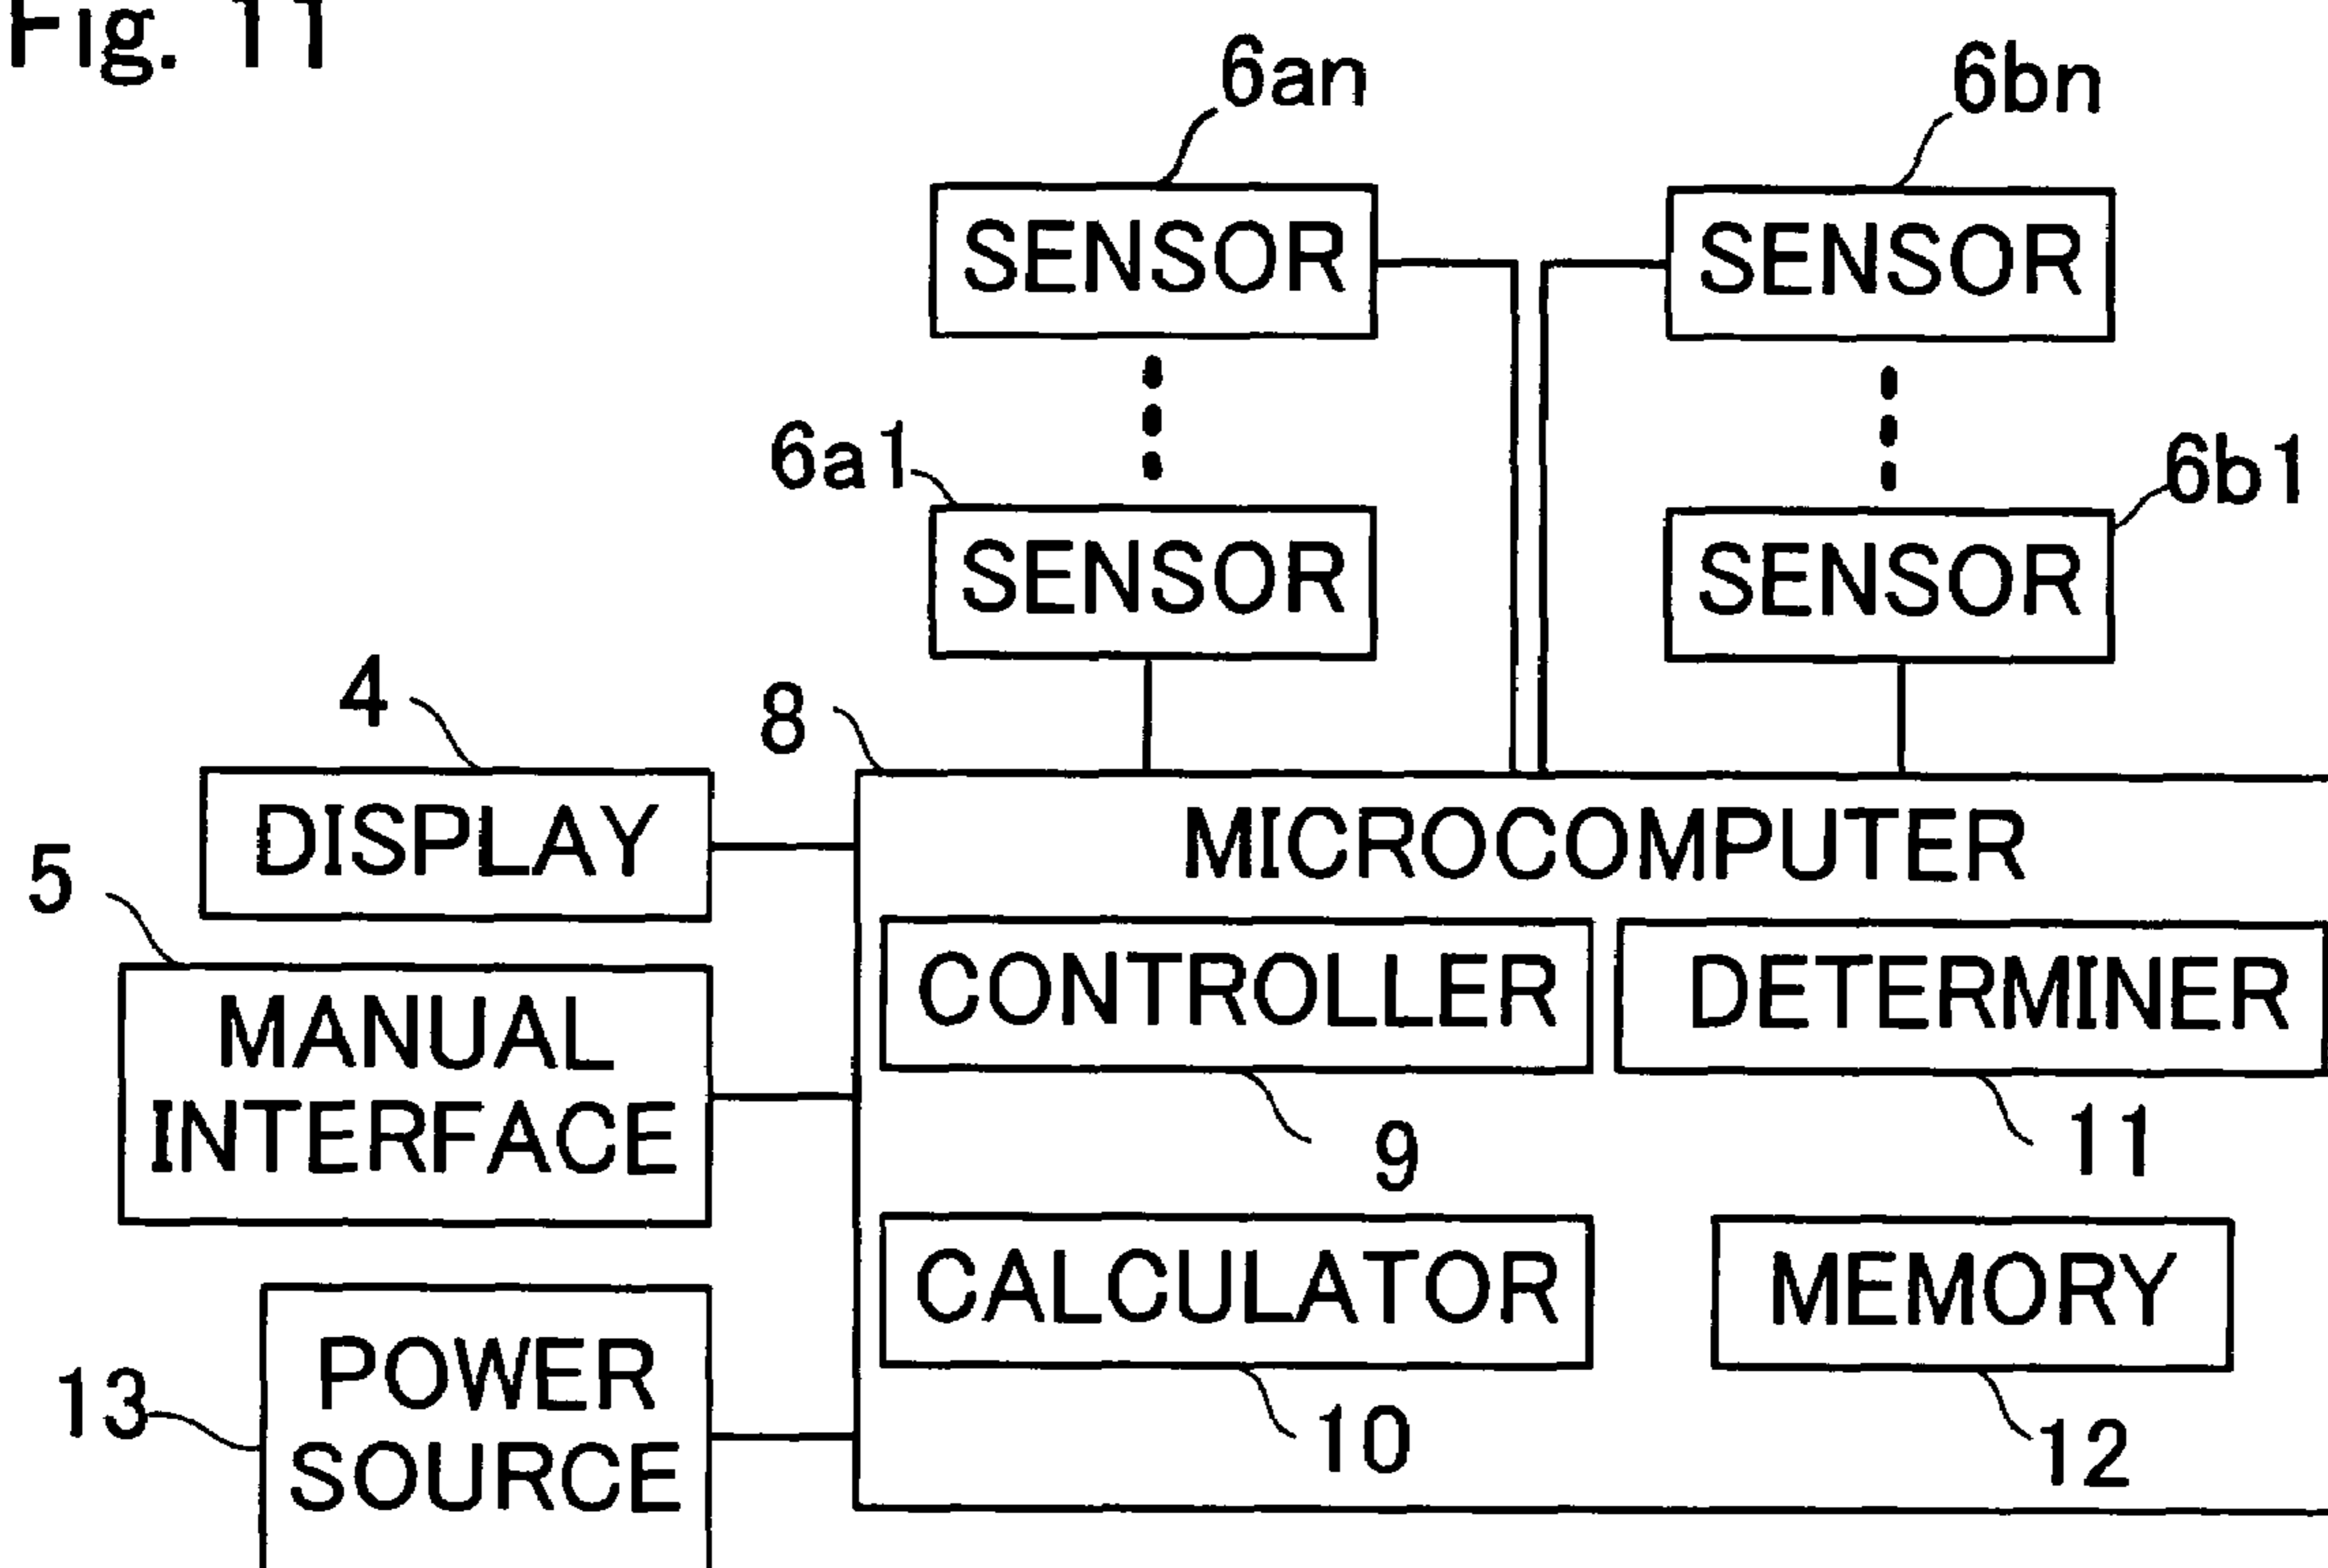 Fig. 11
6an
6bn
SENSOR
SENSOR
6a1
6b1
SENSOR
SENSOR
4
8
DISPLAY
MICROCOMPUTER
5
CONTROLLER
DETERMINER
MANUAL
INTERFACE
9
11
CALCULATOR
MEMORY
13
POWER
SOURCE
10
12